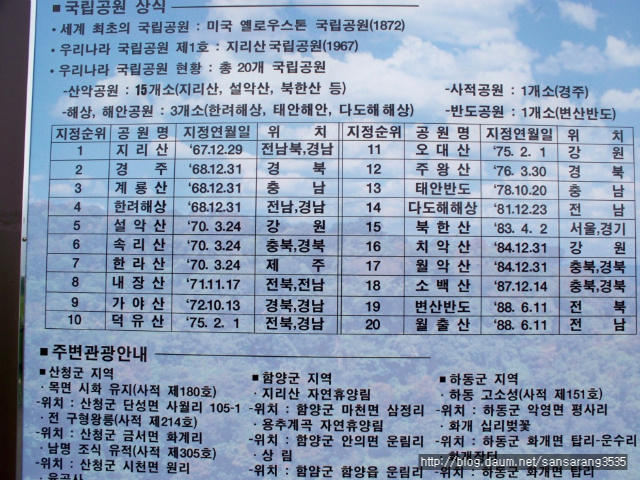 ■ 국립공원 상식
· 세계 최초의 국립공원 : 미국 옐로우스톤 국립공원(1872)
· 우리나라 국립공원 제1호 : 지리산국립공원(1967)
· 우리나라 국립공원 현황 : 총 20개 국립공원
-산악공원 : 15개소(지리산, 설악산, 북한산 등) -사적공원 : 1개소(경주)
-해상, 해안공원 : 3개소(한려해상, 태안해안, 다도해해상) -반도공원 : 1개소(변산반도)
지정순위 공 원 명 지정연월일 위 치 지정순위 공 원 명 지정연월일 위 치
1 지 리 산 '67.12.29 전남북,경남 11 오 대 산 '75. 2. 1 강 원
2 경 주 '68.12.31 경 북 12 주 왕 산 '76. 3.30 경 북
3 계 룡 산 '68.12.31 충 남 13 태안반도 '78.10.20 충 남
4 한려해상 '68.12.31 전남,경남 14 다도해해상 '81.12.23 전 남
5 설 악 산 '70. 3.24 강 원 15 북 한 산 '83. 4. 2 서울,경기
6 속 리 산 '70. 3.24 충북,경북 16 치 악 산 '84.12.31 강 원
7 한 라 산 '70. 3.24 제 주 17 월 악 산 '84.12.31 충북,경북
8 내 장 산 '71.11.17 전북,전남 18 소 백 산 '87.12.14 충북,경북
9 가 야 산 '72.10.13 경북,경남 19 변산반도 '88. 6.11 전 북
10 덕 유 산 '75. 2. 1 전북,경남 20 월 출 산 '88. 6.11 전 남
■ 주변관광안내
■ 산청군 지역
· 목면 시화 유지(사적 제180호)
-위치 : 산청군 단성면 사월리 105-1
· 전 구형왕릉(사적 제214호)
-위치 : 산청군 금서면 화계리
· 남명 조식 유적(사적 제305호)
-위치 : 산청군 시천면 원리
■ 함양군 지역
· 지리산 자연휴양림
-위치 : 함양군 마천면 삼정리
· 용추계곡 자연휴양림
-위치 : 함양군 안의면 운림리
· 상 림
-위치 : 함양군 함양읍 운림리
■ 하동군 지역
· 하동 고소성(사적 제151호)
-위치 : 하동군 악영면 평사리
· 화개 십리벚꽃
-위치 : 하동군 화개면 탑리-운수리
· 화개장터
-위치 : 하동군 화개면 탑리
http://blog.daum.net/sansarang3535